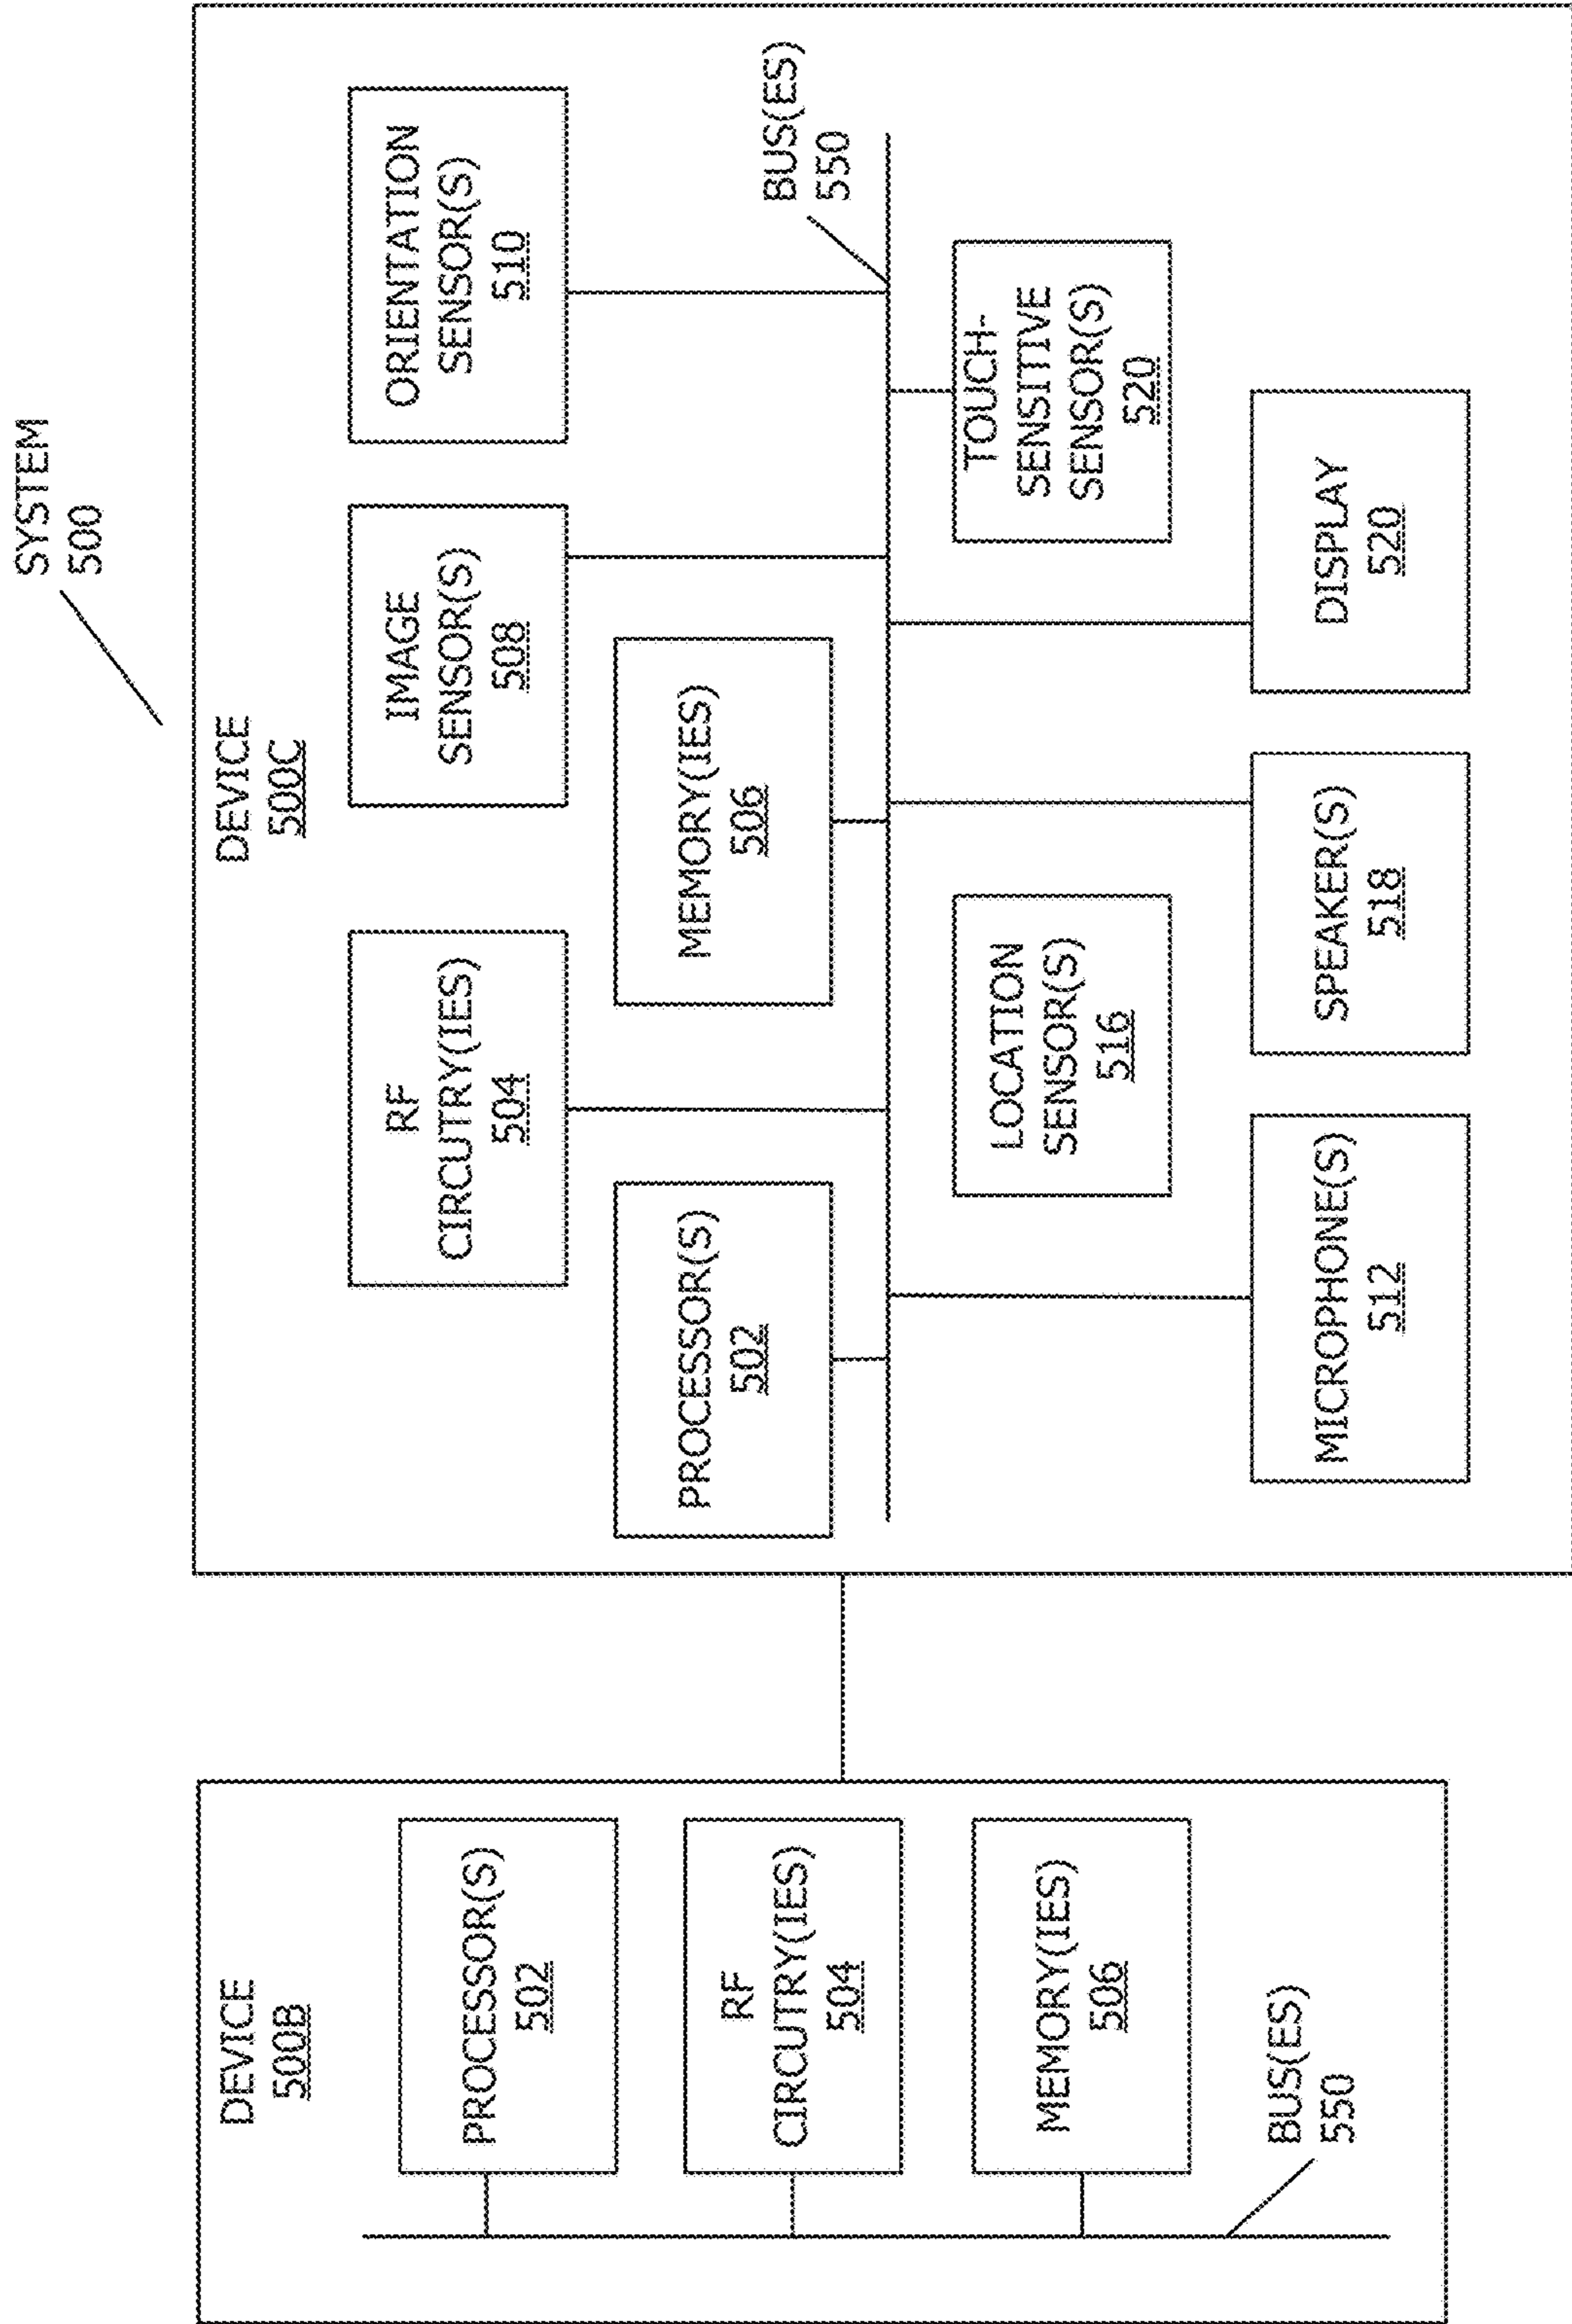 SYSTEM
500
DEVICE
500B
PROCESSOR(S)
502
RF
CIRCUTRY(IES)
504
MEMORY(IES)
506
BUS(ES)
550
DEVICE
500C
RF
CIRCUTRY(IES)
504
IMAGE
SENSOR(S)
508
ORIENTATION
SENSOR(S)
510
PROCESSOR(S)
502
MEMORY(IES)
506
BUS(ES)
550
LOCATION
SENSOR(S)
516
TOUCH-
SENSITIVE
SENSOR(S)
520
MICROPHONE(S)
512
SPEAKER(S)
518
DISPLAY
520